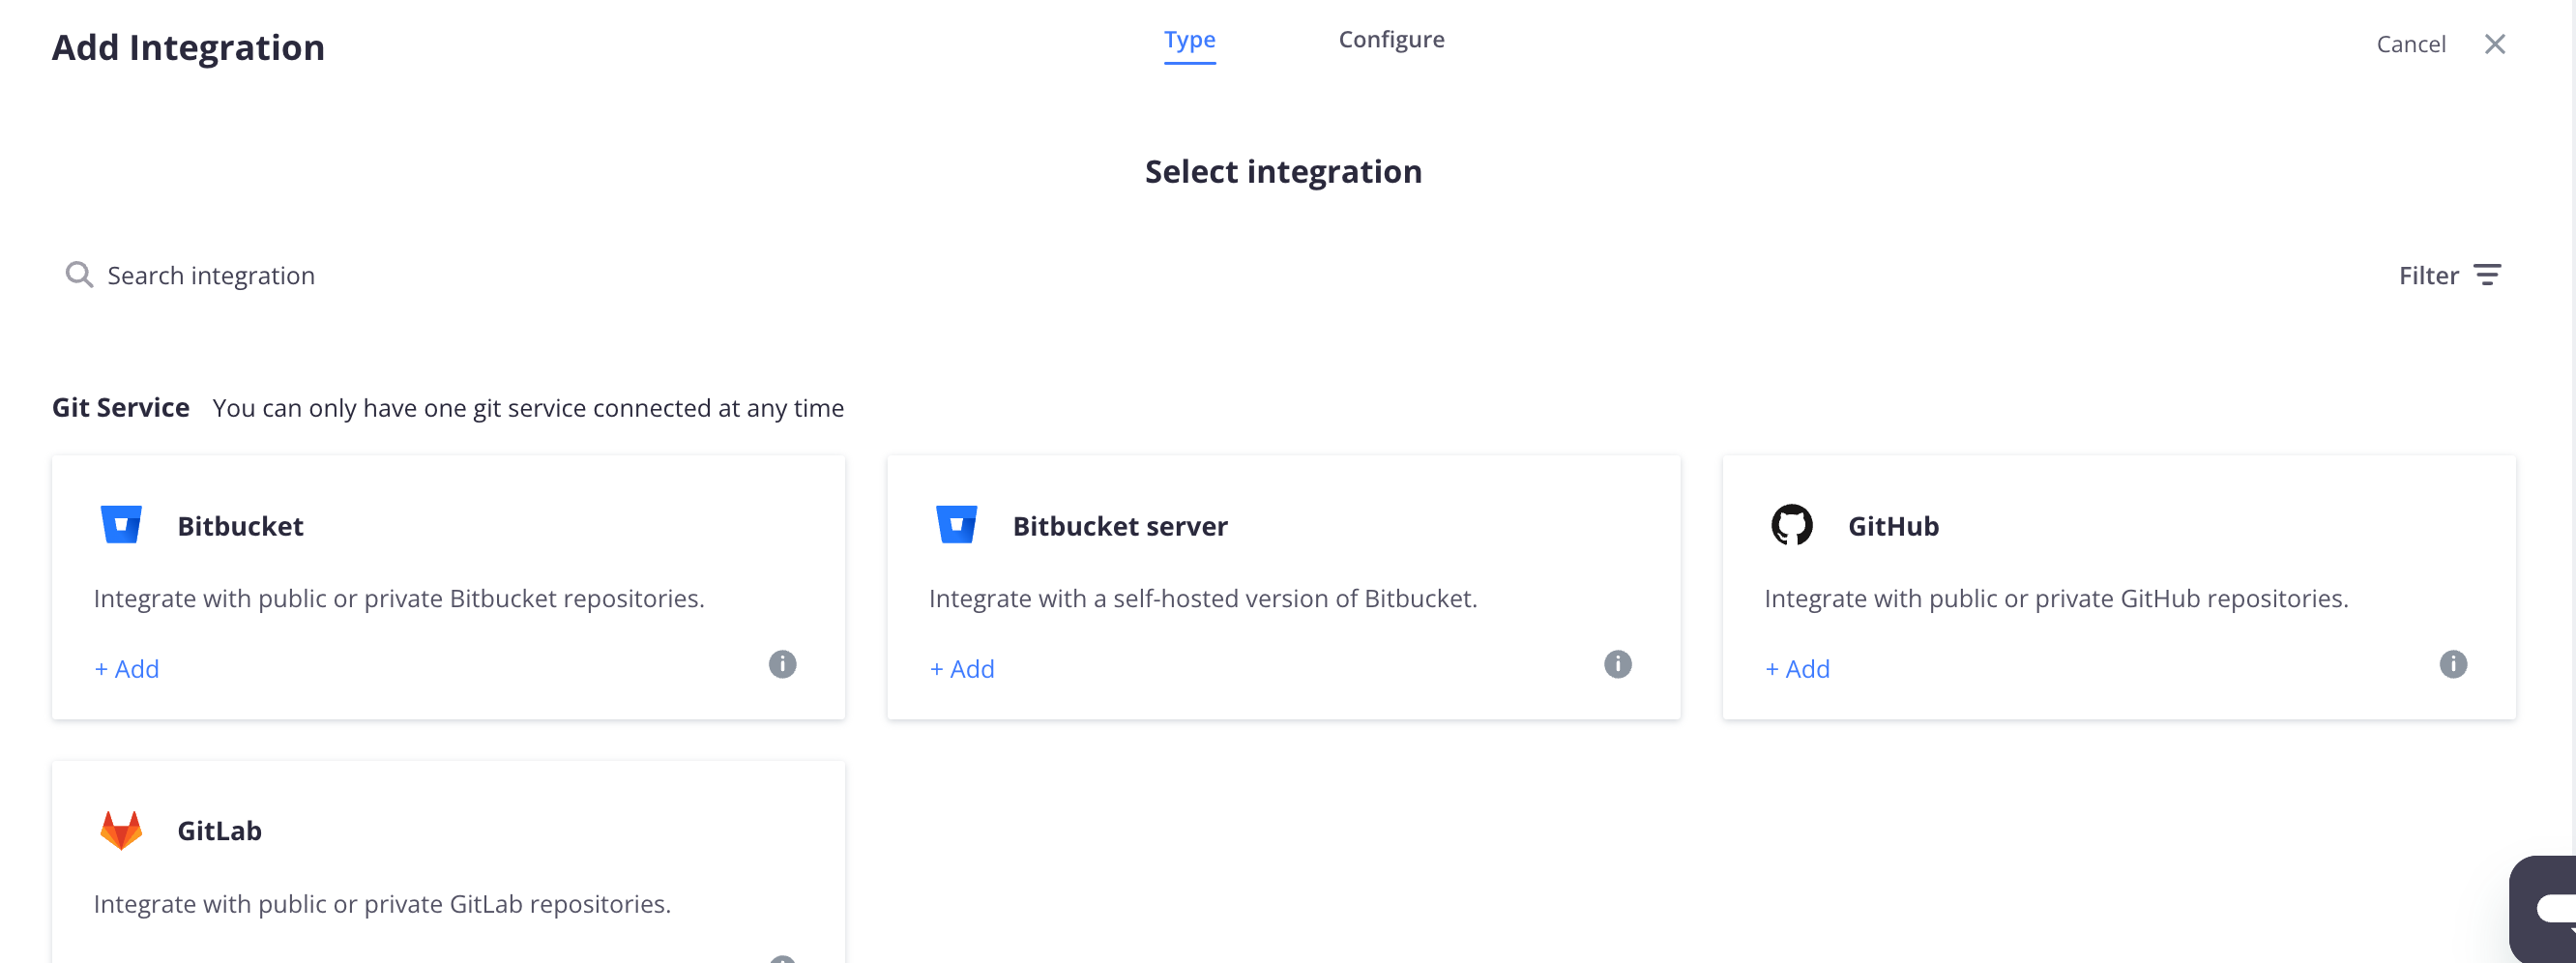 Add Integration
Type
Configure
Cancel
Select integration
Search integration
Filter
Git Service You can only have one git service connected at any time
Bitbucket
Integrate with public or private Bitbucket repositories.
+ Add
Bitbucket server
Integrate with a self-hosted version of Bitbucket.
+ Add
GitHub
Integrate with public or private GitHub repositories.
+ Add
GitLab
Integrate with public or private GitLab repositories.